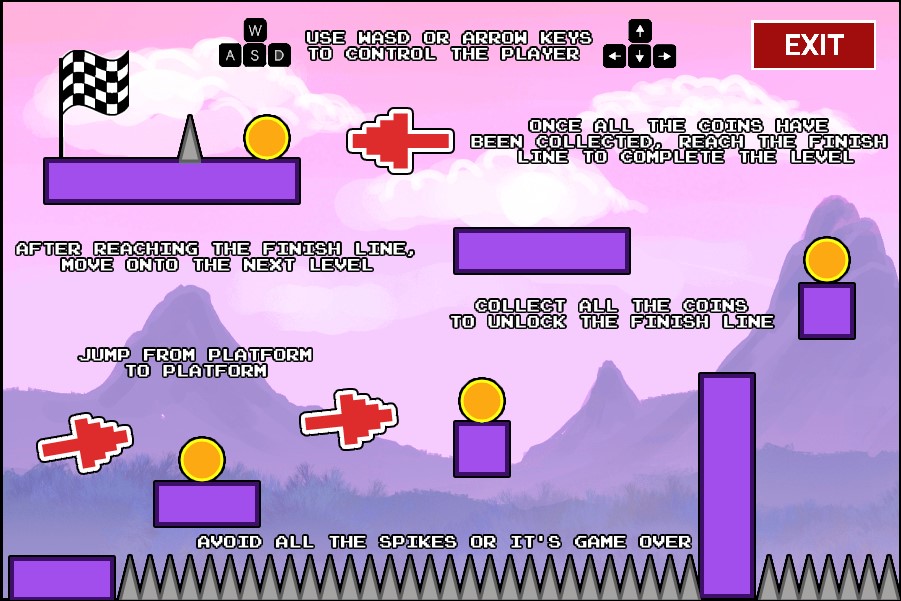 W
A S D
USE WASD OR ARROW KEYS
TO CONTROL THE PLAYER
↑
← ↓ →
EXIT
ONCE ALL THE COINS HAVE
BEEN COLLECTED, REACH THE FINISH
LINE TO COMPLETE THE LEVEL
AFTER REACHING THE FINISH LINE,
MOVE ONTO THE NEXT LEVEL
COLLECT ALL THE COINS
TO UNLOCK THE FINISH LINE
JUMP FROM PLATFORM
TO PLATFORM
AVOID ALL THE SPIKES OR IT'S GAME OVER